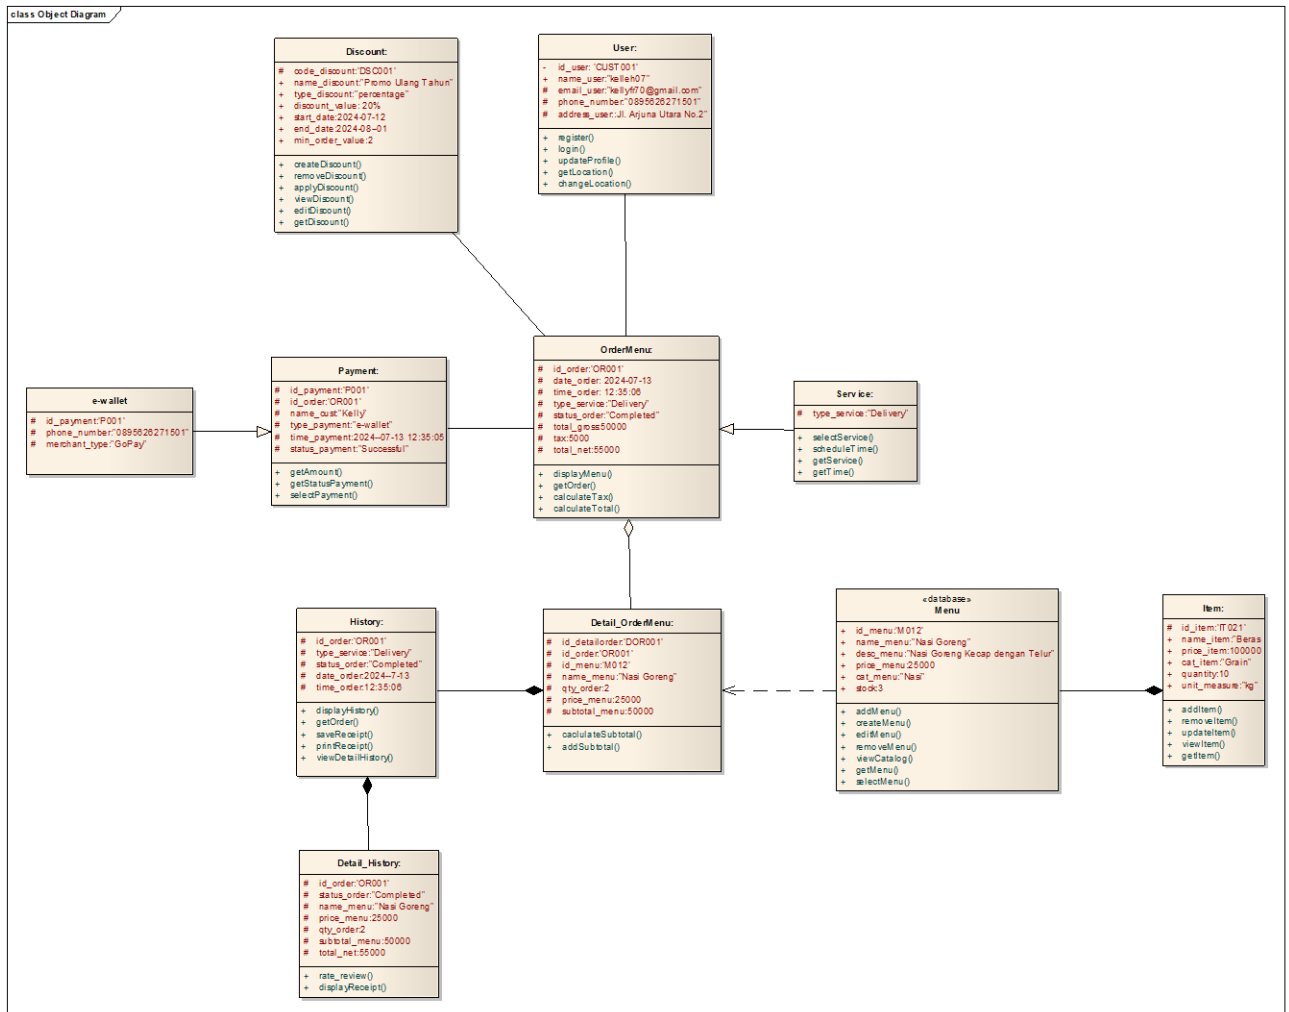 class Object Diagram
Discount:
# code_discount:'DSC001'
+ name_discount:"Promo Ulang Tahun"
+ type_discount:"percentage"
+ discount_value: 20%
+ start_date:2024-07-12
+ end_date:2024-08--01
+ min_order_value:2
+ createDiscount()
+ removeDiscount()
+ applyDiscount()
+ viewDiscount()
+ editDiscount()
+ getDiscount()
User:
- id_user: 'CUST001'
+ name_user:"kelleh07"
# email_user:"kellyfr70@gmail.com"
# phone_number:"0895626271501"
# address_user::Jl. Arjuna Utara No.2"
+ register()
+ login()
+ updateProfile()
+ getLocation()
+ changeLocation()
e-wallet
# id_payment:'P001'
# phone_number:"0895626271501"
# merchant_type:"GoPay"
Payment:
# id_payment:'P001'
# id_order:'OR001'
# name_cust"Kelly'
# type_payment:"e-wallet"
# time_payment:2024--07-13 12:35:05
# status_payment:"Successful"
+ getAmount()
+ getStatusPayment()
+ selectPayment()
OrderMenu:
# id_order:'OR001'
# date_order: 2024-07-13
# time_order: 12:35:06
# type_service:"Delivery"
# status_order:"Completed"
# total_gross50000
# tax:5000
# total_net:55000
+ displayMenu()
+ getOrder()
+ calculateTax()
+ calculateTotal()
Service:
# type_service:"Delivery"
+ selectService()
+ scheduleTime()
+ getService()
+ getTime()
History:
# id_order:'OR001'
# type_service:"Delivery"
# status_order:"Completed"
# date_order:2024--7-13
# time_order:12:35:06
+ displayHistory()
+ getOrder()
+ saveReceipt()
+ printReceipt()
+ viewDetailHistory()
Detail_OrderMenu:
# id_detailorder:'DOR001'
# id_order:'OR001'
# id_menu:'M012'
# name_menu:"Nasi Goreng"
# qty_order:2
# price_menu:25000
# subtotal_menu:50000
+ caclulateSubtotal()
+ addSubtotal()
«database»
Menu
+ id_menu:'M012'
+ name_menu:"Nasi Goreng"
+ desc_menu:"Nasi Goreng Kecap dengan Telur"
+ price_menu:25000
+ cat_menu:"Nasi"
+ stock:3
+ addMenu()
+ createMenu()
+ editMenu()
+ removeMenu()
+ viewCatalog()
+ getMenu()
+ selectMenu()
Item:
# id_item:'IT021'
+ name_item:"Beras
+ price_item:100000
+ cat_item:"Grain"
+ quantity:10
+ unit_measure:"kg"
+ addItem()
+ removeItem()
+ updateItem()
+ viewItem()
+ getItem()
Detail_History:
# id_order:'OR001'
# status_order:"Completed"
# name_menu:"Nasi Goreng"
# price_menu:25000
# qty_order:2
# subtotal_menu:50000
# total_net:55000
+ rate_review()
+ displayReceipt()